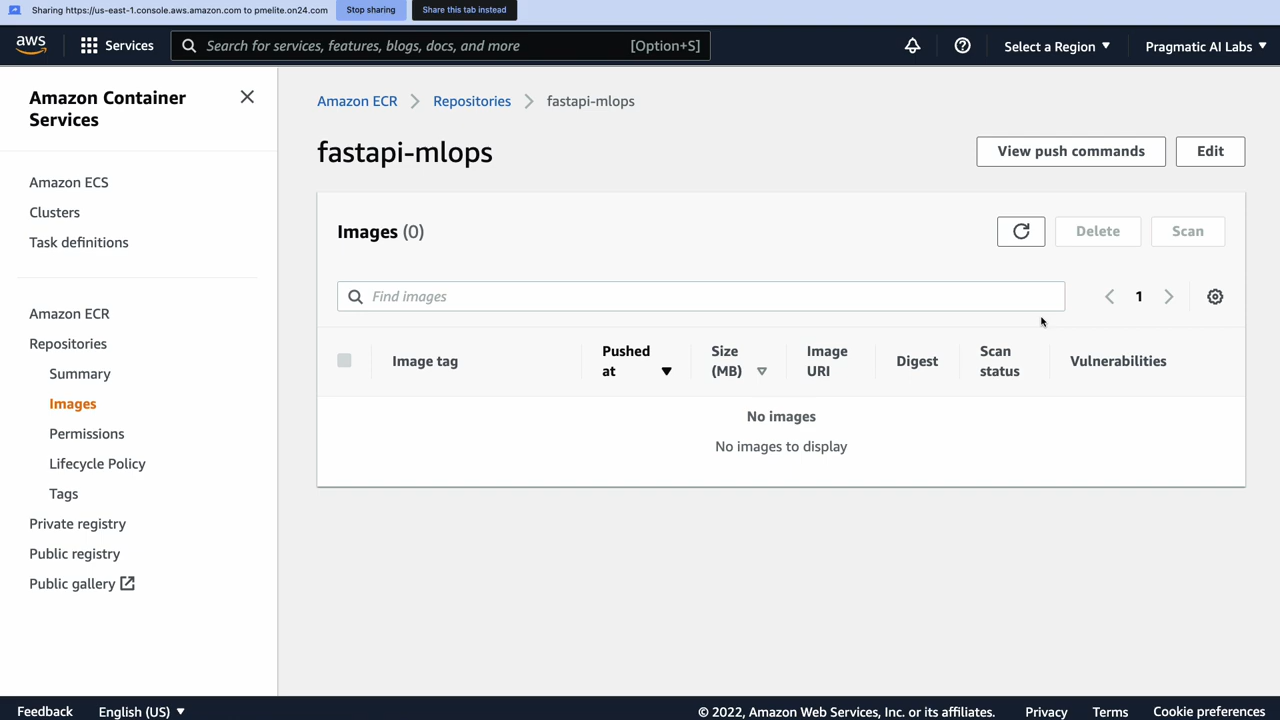 Sharing https://us-east-1.console.aws.amazon.com to pmelite.on24.com Stop sharing Share this tab instead
aws Services Search for services, features, blogs, docs, and more [Option+S] Select a Region ▼ Pragmatic AI Labs ▼
Amazon Container
Services
Amazon ECS
Clusters
Task definitions
Amazon ECR
Repositories
Summary
Images
Permissions
Lifecycle Policy
Tags
Private registry
Public registry
Public gallery
Amazon ECR > Repositories > fastapi-mlops
fastapi-mlops
View push commands Edit
Images (0)
Delete Scan
Find images
1
Image tag
Pushed
at
Size
(MB)
Image
URI
Digest
Scan
status
Vulnerabilities
No images
No images to display
Feedback English (US) ▼ © 2022, Amazon Web Services, Inc. or its affiliates. Privacy Terms Cookie preferences